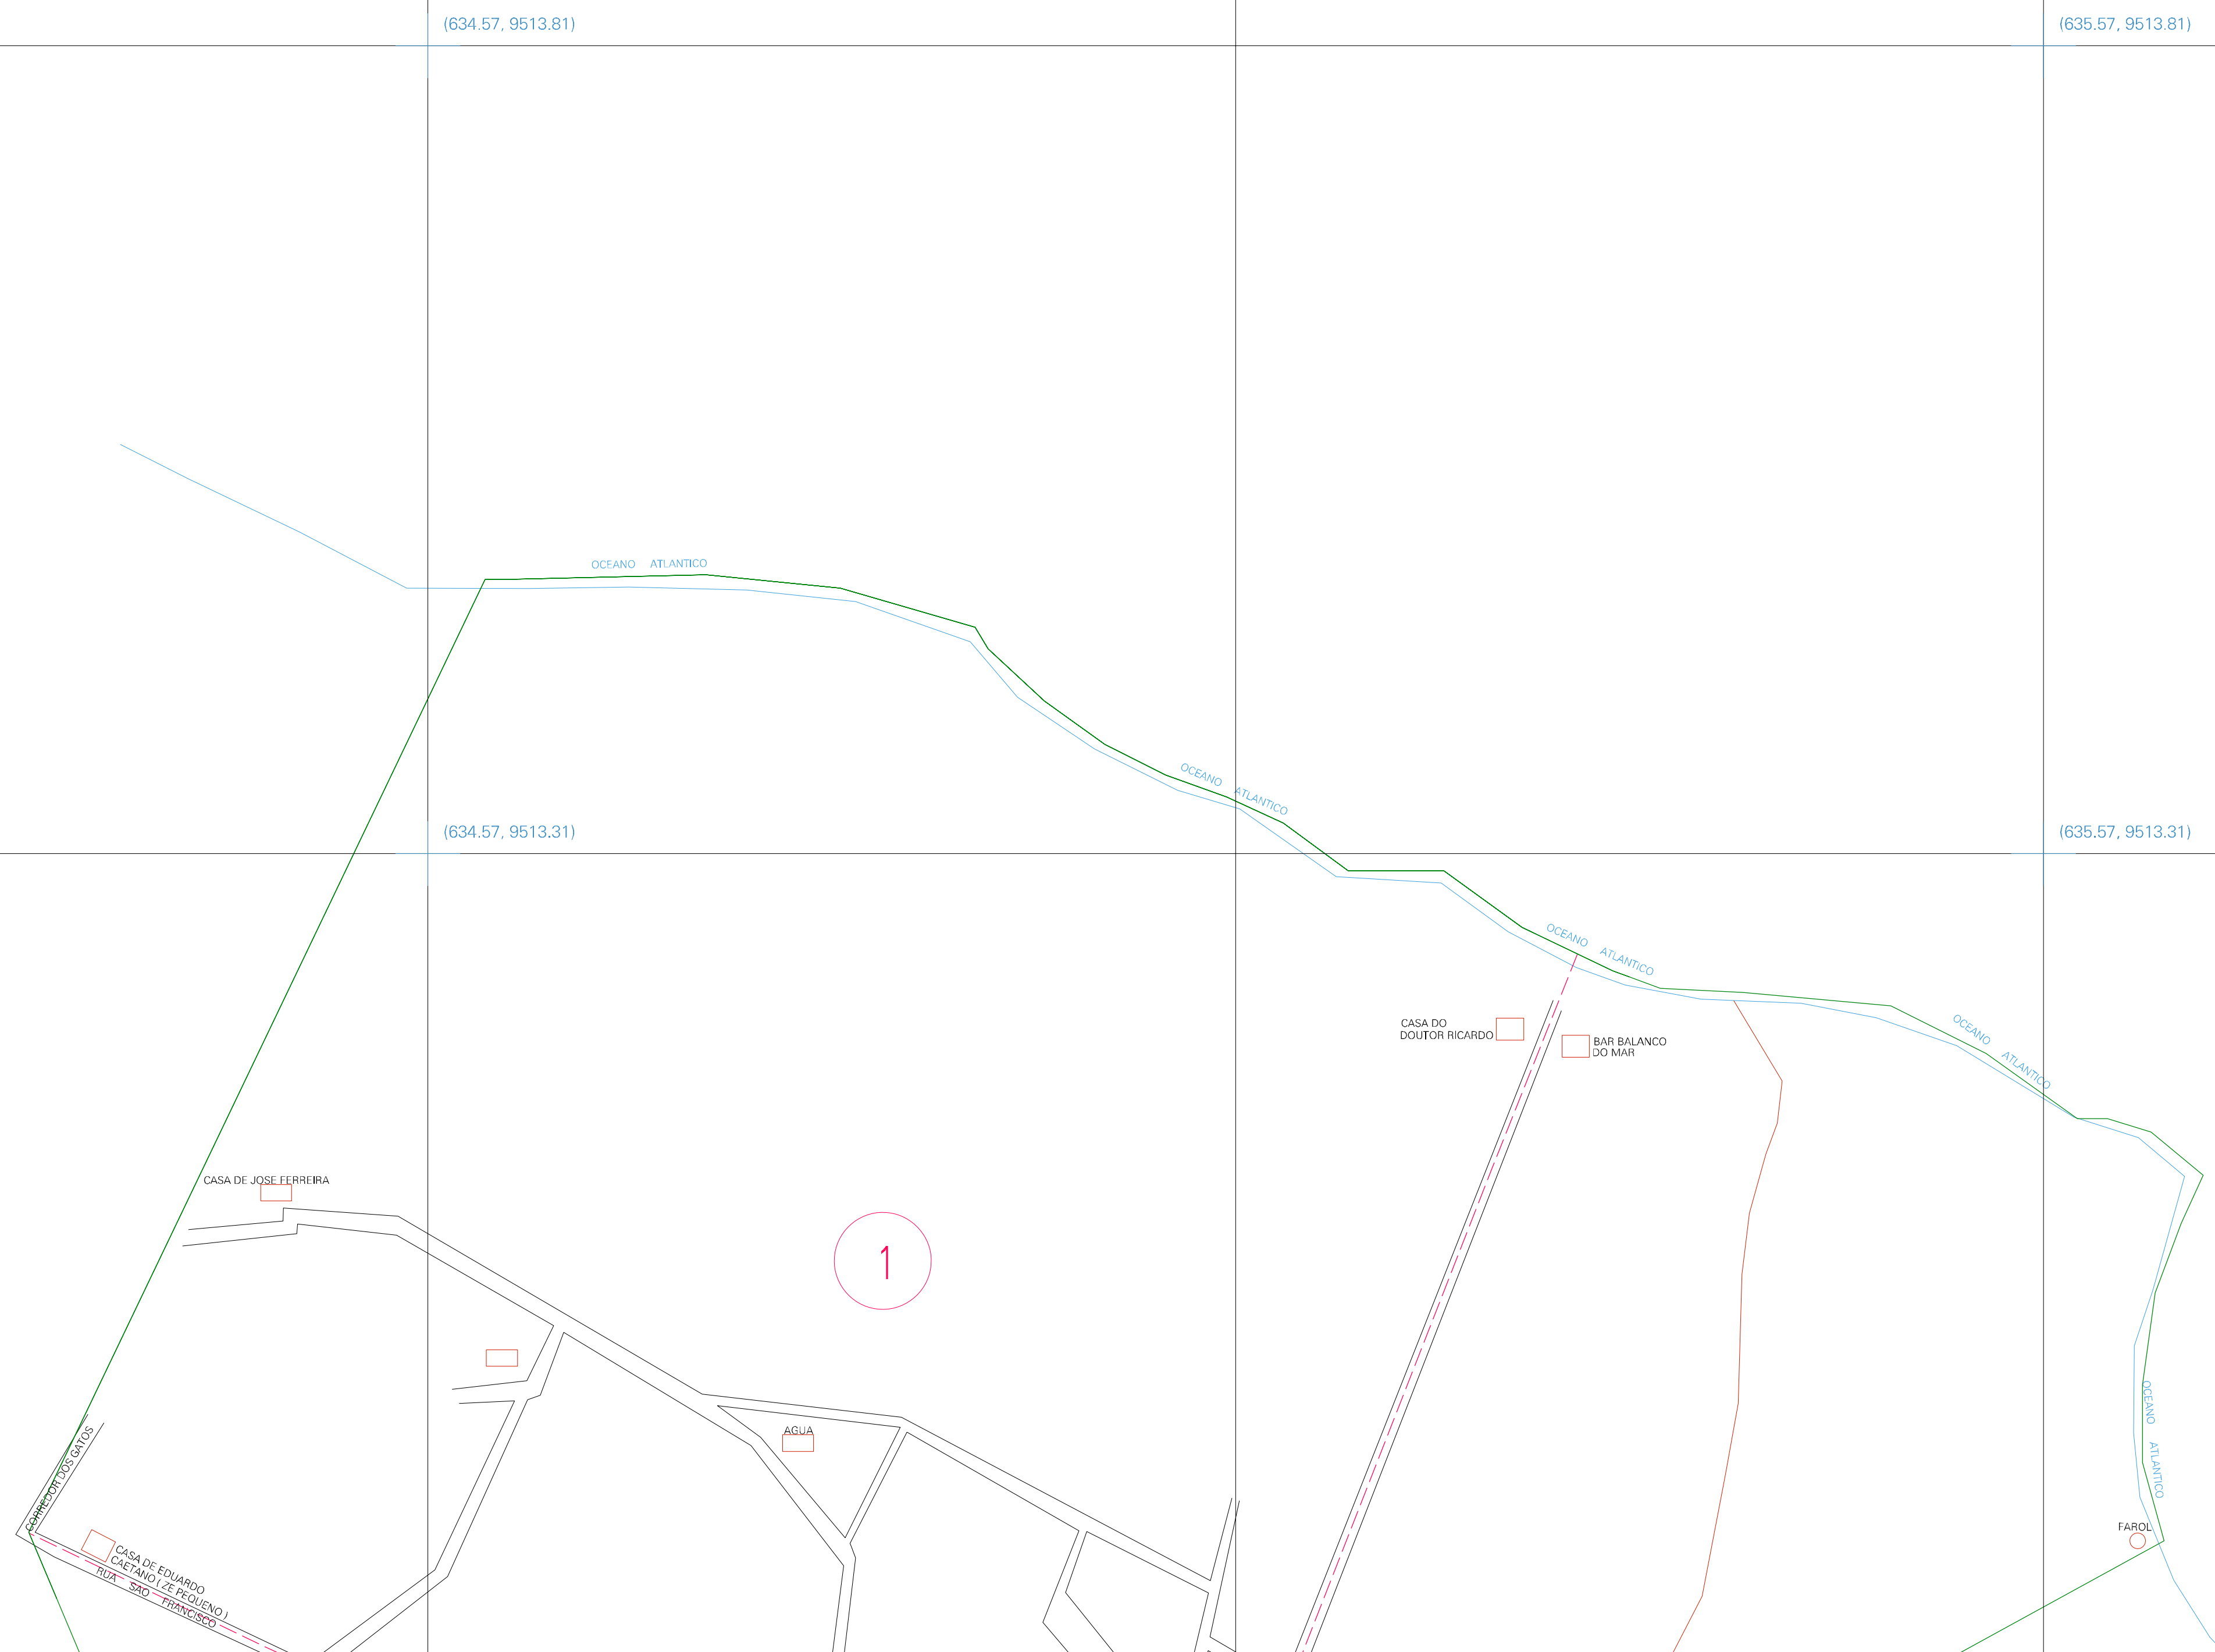 (634.57, 9513.81)
(635.57, 9513.81)
OCEANO ATLANTICO
OCEANO ATLANTICO
(634.57, 9513.31)
(635.57, 9513.31)
OCEANO ATLANTICO
CASA DO
DOUTOR RICARDO
BAR BALANCO
DO MAR
OCEANO ATLANTICO
CASA DE JOSE FERREIRA
1
OCEANO ATLANTICO
AGUA
CORREDOR DOS GATOS
FAROL
CASA DE EDUARDO
CAETANO ( ZE PEQUENO )
RUA SAO FRANCISCO